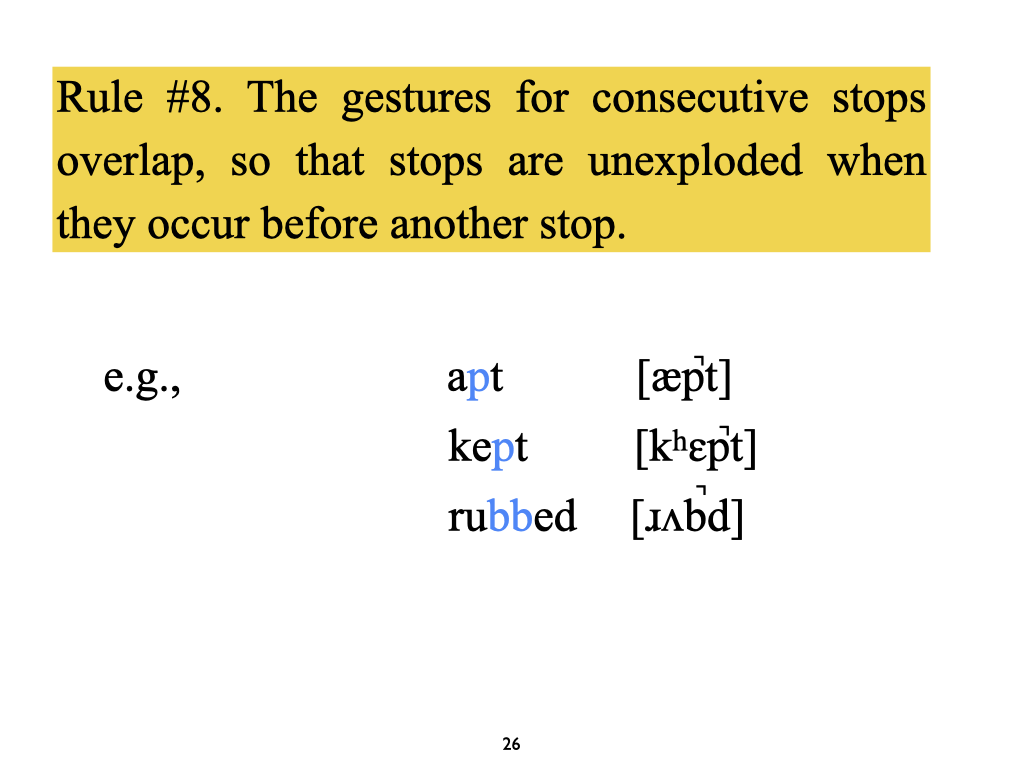 Rule #8. The gestures for consecutive stops
overlap, so that stops are unexploded when
they occur before another stop.
e.g., apt [æp̚t]
kept [kʰɛp̚t]
rubbed [ɹʌb̚d]
26